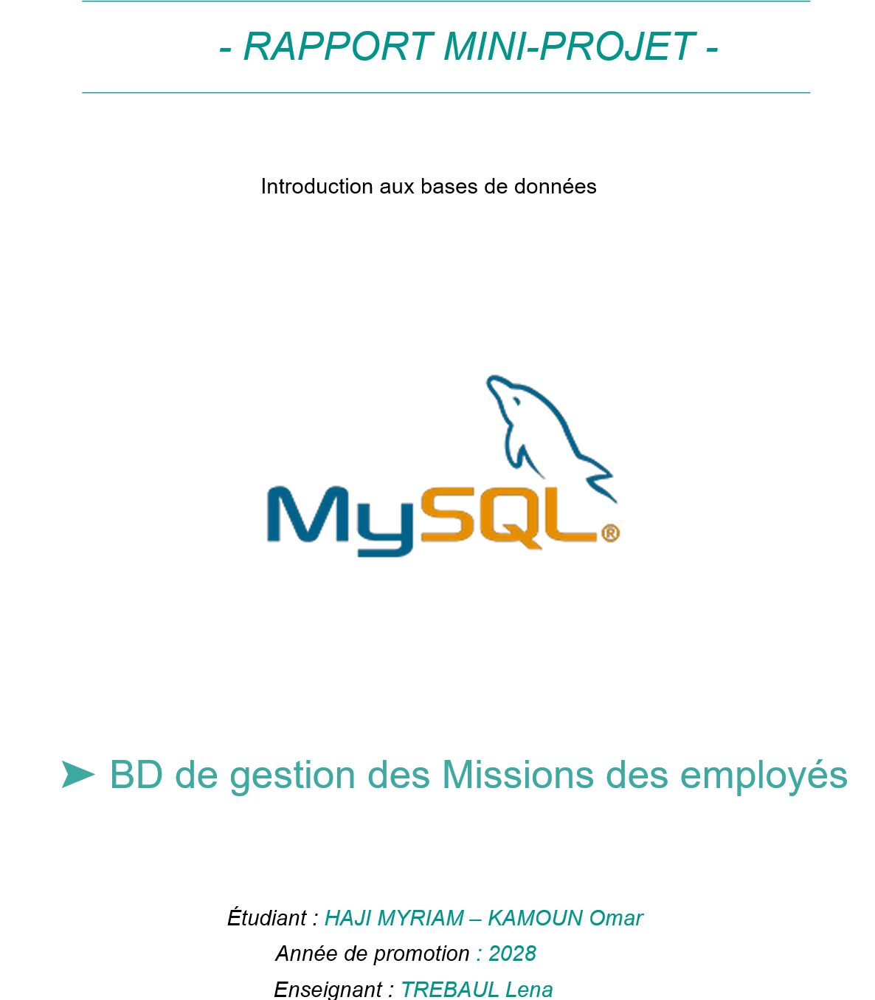 - RAPPORT MINI-PROJET -
Introduction aux bases de données
MySQL®
➤ BD de gestion des Missions des employés
Étudiant : HAJI MYRIAM – KAMOUN Omar
Année de promotion : 2028
Enseignant : TREBAUL Lena